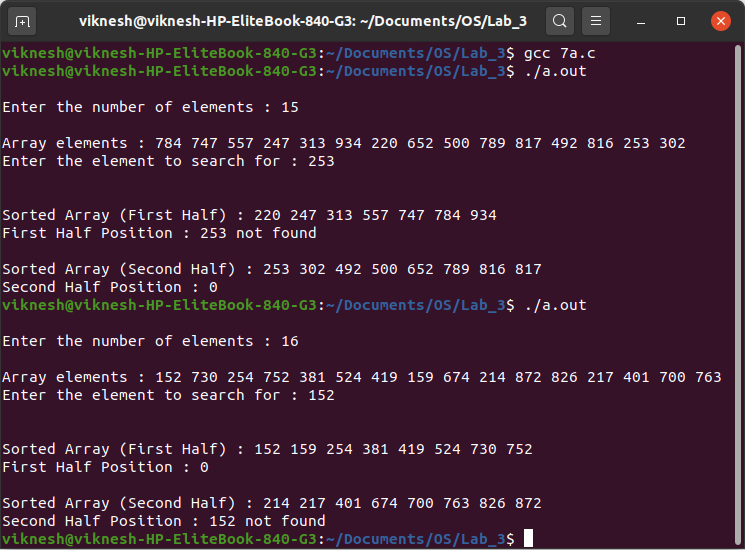 viknesh@viknesh-HP-EliteBook-840-G3: ~/Documents/OS/Lab_3
viknesh@viknesh-HP-EliteBook-840-G3:~/Documents/OS/Lab_3$ gcc 7a.c
viknesh@viknesh-HP-EliteBook-840-G3:~/Documents/OS/Lab_3$ ./a.out
Enter the number of elements : 15
Array elements : 784 747 557 247 313 934 220 652 500 789 817 492 816 253 302
Enter the element to search for : 253
Sorted Array (First Half) : 220 247 313 557 747 784 934
First Half Position : 253 not found
Sorted Array (Second Half) : 253 302 492 500 652 789 816 817
Second Half Position : 0
viknesh@viknesh-HP-EliteBook-840-G3:~/Documents/OS/Lab_3$ ./a.out
Enter the number of elements : 16
Array elements : 152 730 254 752 381 524 419 159 674 214 872 826 217 401 700 763
Enter the element to search for : 152
Sorted Array (First Half) : 152 159 254 381 419 524 730 752
First Half Position : 0
Sorted Array (Second Half) : 214 217 401 674 700 763 826 872
Second Half Position : 152 not found
viknesh@viknesh-HP-EliteBook-840-G3:~/Documents/OS/Lab_3$